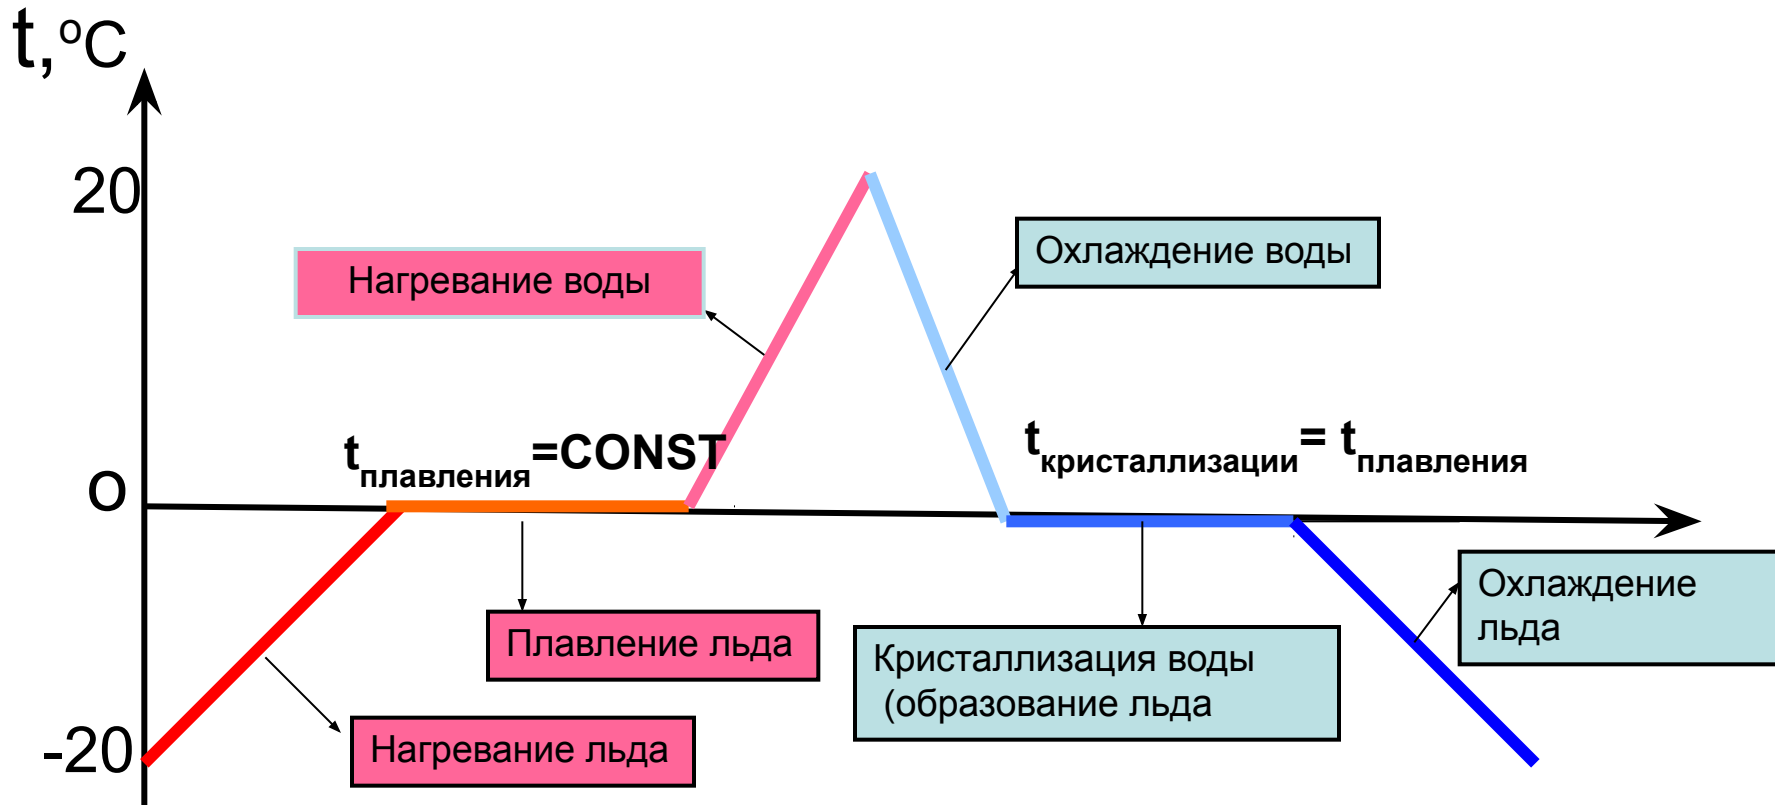 t,°C
20
Охлаждение воды
Нагревание воды
tплавления=CONST
tкристаллизации= tплавления
0
Охлаждение
льда
Плавление льда
Кристаллизация воды
(образование льда
Нагревание льда
-20